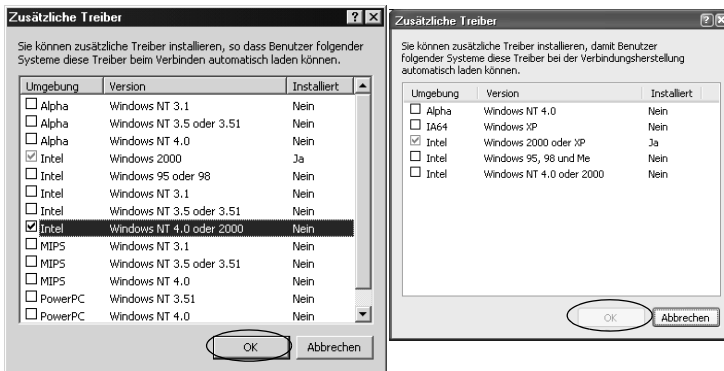 Zusätzliche Treiber
Sie können zusätzliche Treiber installieren, so dass Benutzer folgender
Systeme diese Treiber beim Verbinden automatisch laden können.
Umgebung Version Installiert
Alpha Windows NT 3.1 Nein
Alpha Windows NT 3.5 oder 3.51 Nein
Alpha Windows NT 4.0 Nein
Intel Windows 2000 Ja
Intel Windows 95 oder 98 Nein
Intel Windows NT 3.1 Nein
Intel Windows NT 3.5 oder 3.51 Nein
Intel Windows NT 4.0 oder 2000 Nein
MIPS Windows NT 3.1 Nein
MIPS Windows NT 3.5 oder 3.51 Nein
MIPS Windows NT 4.0 Nein
PowerPC Windows NT 3.51 Nein
PowerPC Windows NT 4.0 Nein
OK Abbrechen
Zusätzliche Treiber
Sie können zusätzliche Treiber installieren, damit Benutzer
folgender Systeme diese Treiber bei der Verbindungsherstellung
automatisch laden können.
Umgebung Version Installiert
Alpha Windows NT 4.0 Nein
IA64 Windows XP Nein
Intel Windows 2000 oder XP Ja
Intel Windows 95, 98 und Me Nein
Intel Windows NT 4.0 oder 2000 Nein
OK Abbrechen